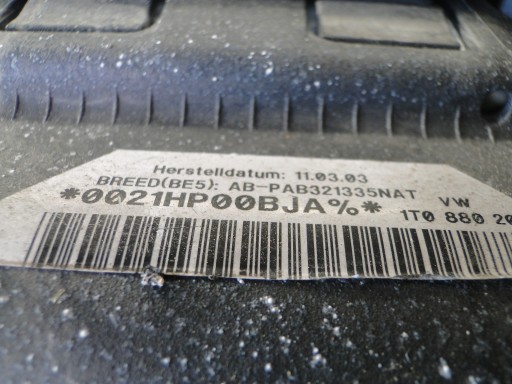 Herstelldatum: 11.03.03
BREED(BE5): AB-PAB321335NAT
*0021HP00BJA%* VW
1T0 880 20